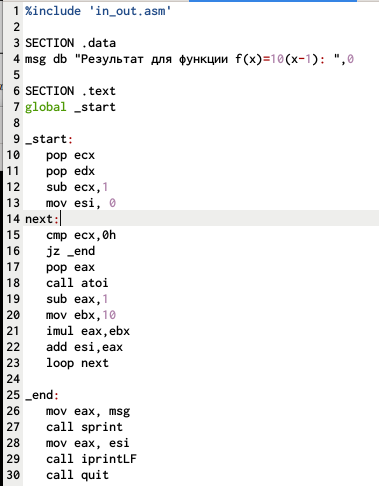 1 %include 'in_out.asm'
2
3 SECTION .data
4 msg db "Результат для функции f(x)=10(x-1): ",0
5
6 SECTION .text
7 global _start
8
9 _start:
10    pop ecx
11    pop edx
12    sub ecx,1
13    mov esi, 0
14 next:
15    cmp ecx,0h
16    jz _end
17    pop eax
18    call atoi
19    sub eax,1
20    mov ebx,10
21    imul eax,ebx
22    add esi,eax
23    loop next
24
25 _end:
26    mov eax, msg
27    call sprint
28    mov eax, esi
29    call iprintLF
30    call quit